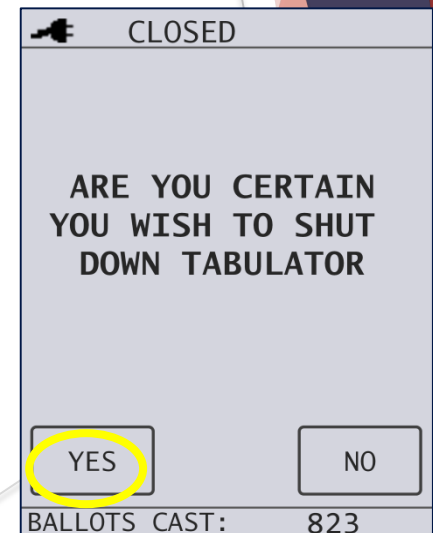 CLOSED
ARE YOU CERTAIN
YOU WISH TO SHUT
DOWN TABULATOR
YES NO
BALLOTS CAST: 823